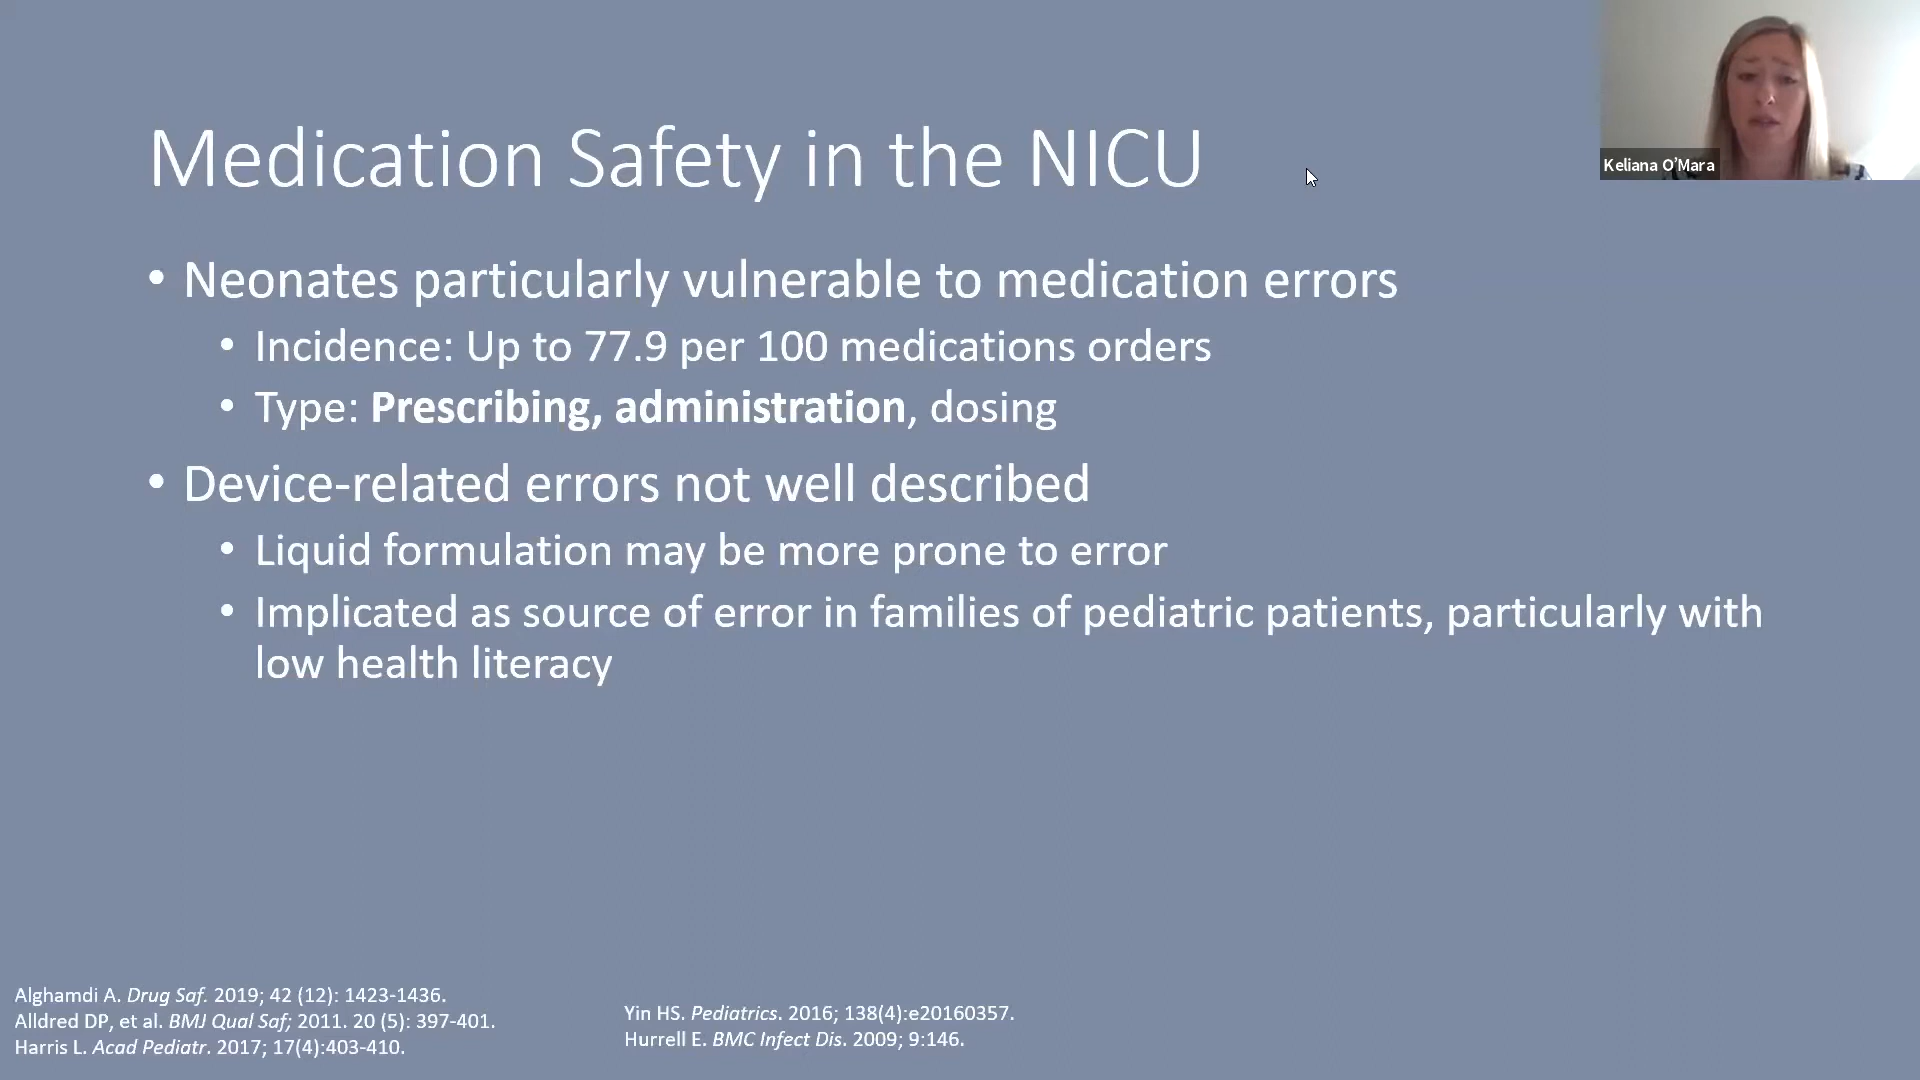 Medication Safety in the NICU
Keliana O'Mara
• Neonates particularly vulnerable to medication errors
• Incidence: Up to 77.9 per 100 medications orders
• Type: Prescribing, administration, dosing
• Device-related errors not well described
• Liquid formulation may be more prone to error
• Implicated as source of error in families of pediatric patients, particularly with
low health literacy
Alghamdi A. Drug Saf. 2019; 42 (12): 1423-1436.
Alldred DP, et al. BMJ Qual Saf; 2011. 20 (5): 397-401.
Harris L. Acad Pediatr. 2017; 17(4):403-410.
Yin HS. Pediatrics. 2016; 138(4):e20160357.
Hurrell E. BMC Infect Dis. 2009; 9:146.